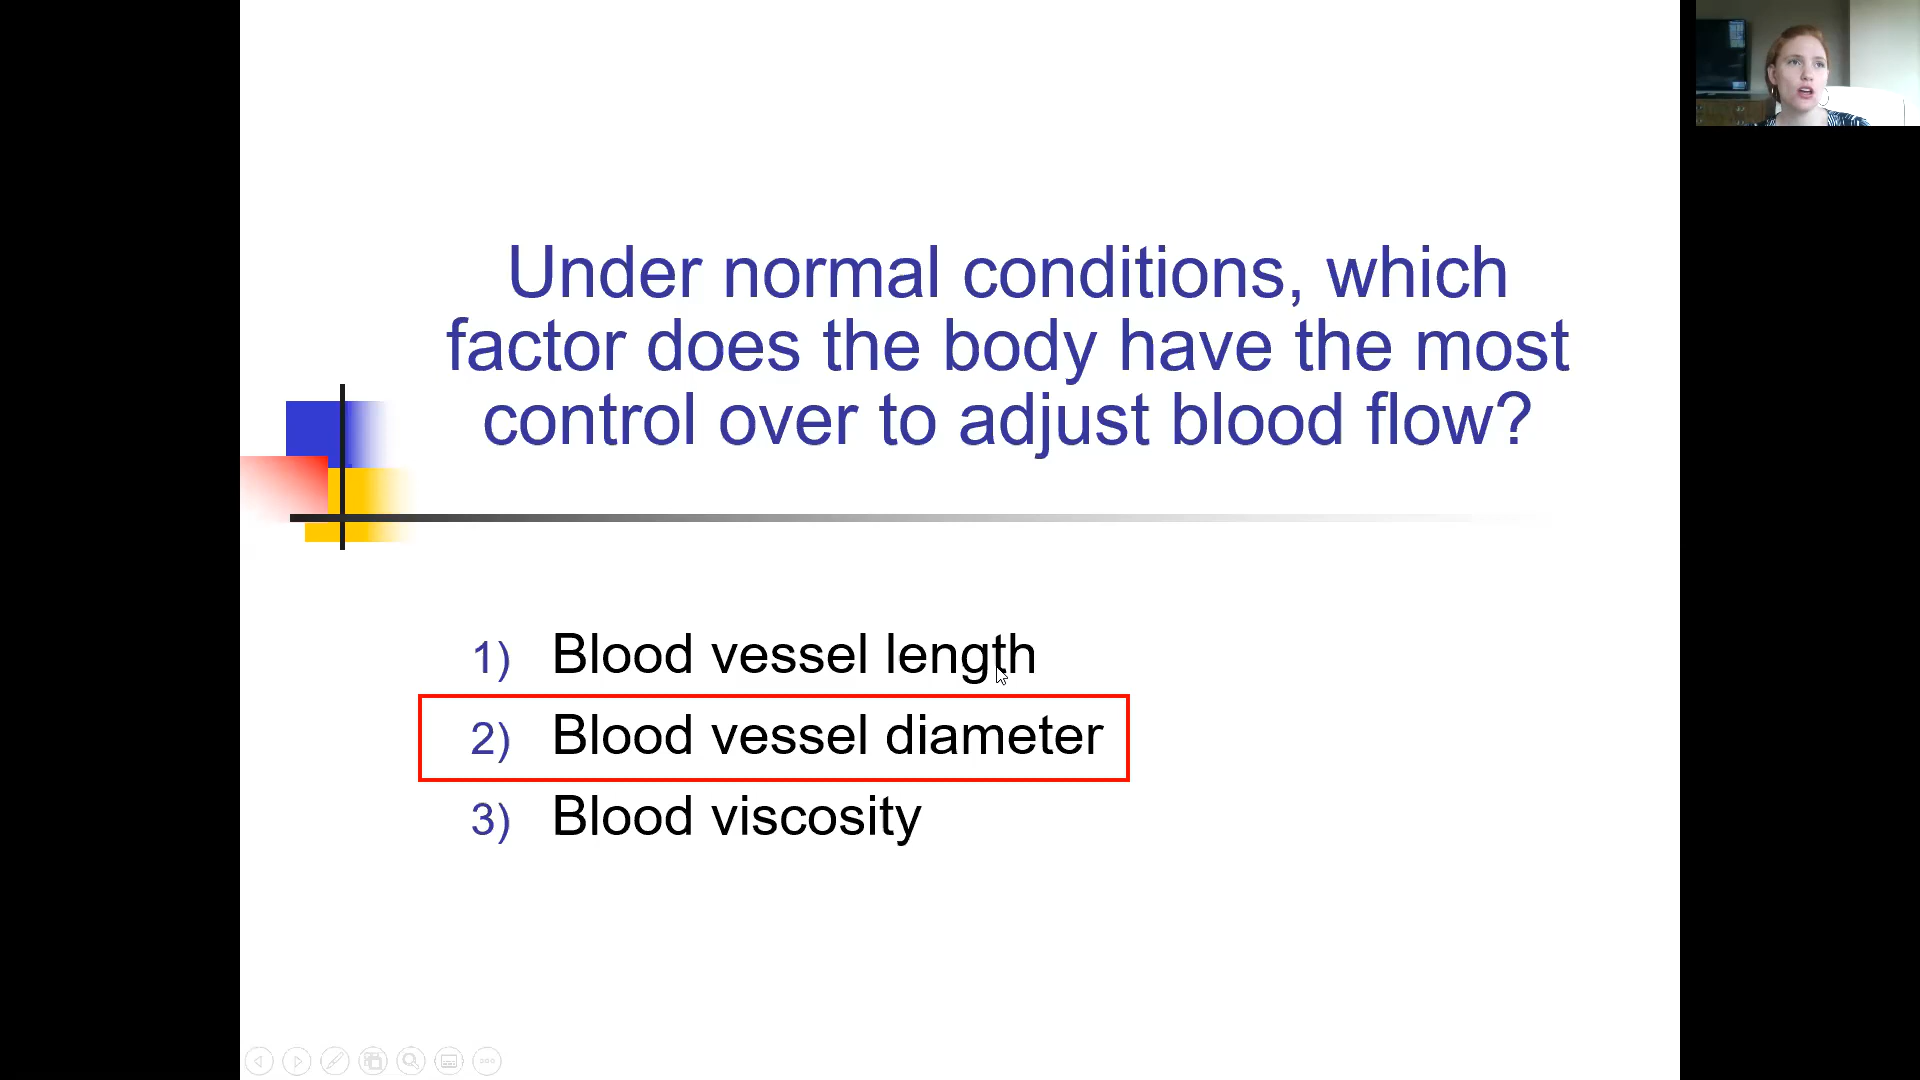 Under normal conditions, which
factor does the body have the most
control over to adjust blood flow?
1) Blood vessel length
2) Blood vessel diameter
3) Blood viscosity